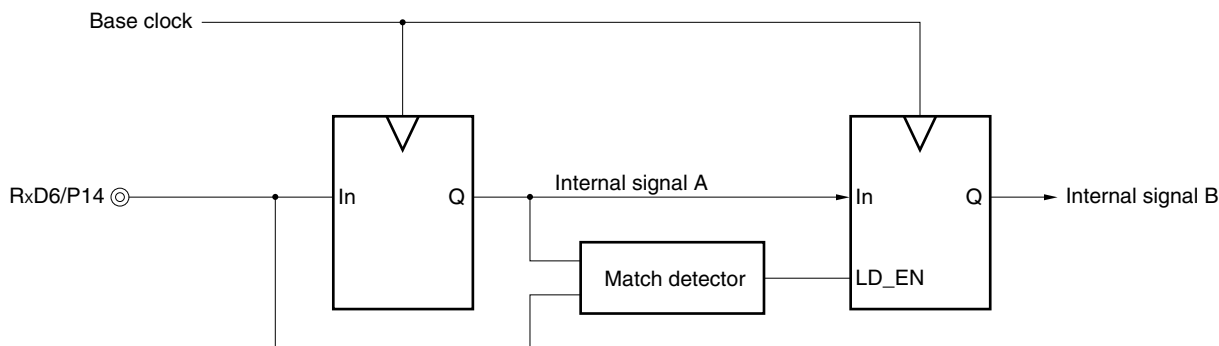 Base clock
RxD6/P14
In
Q
Internal signal A
In
Q
Internal signal B
Match detector
LD_EN